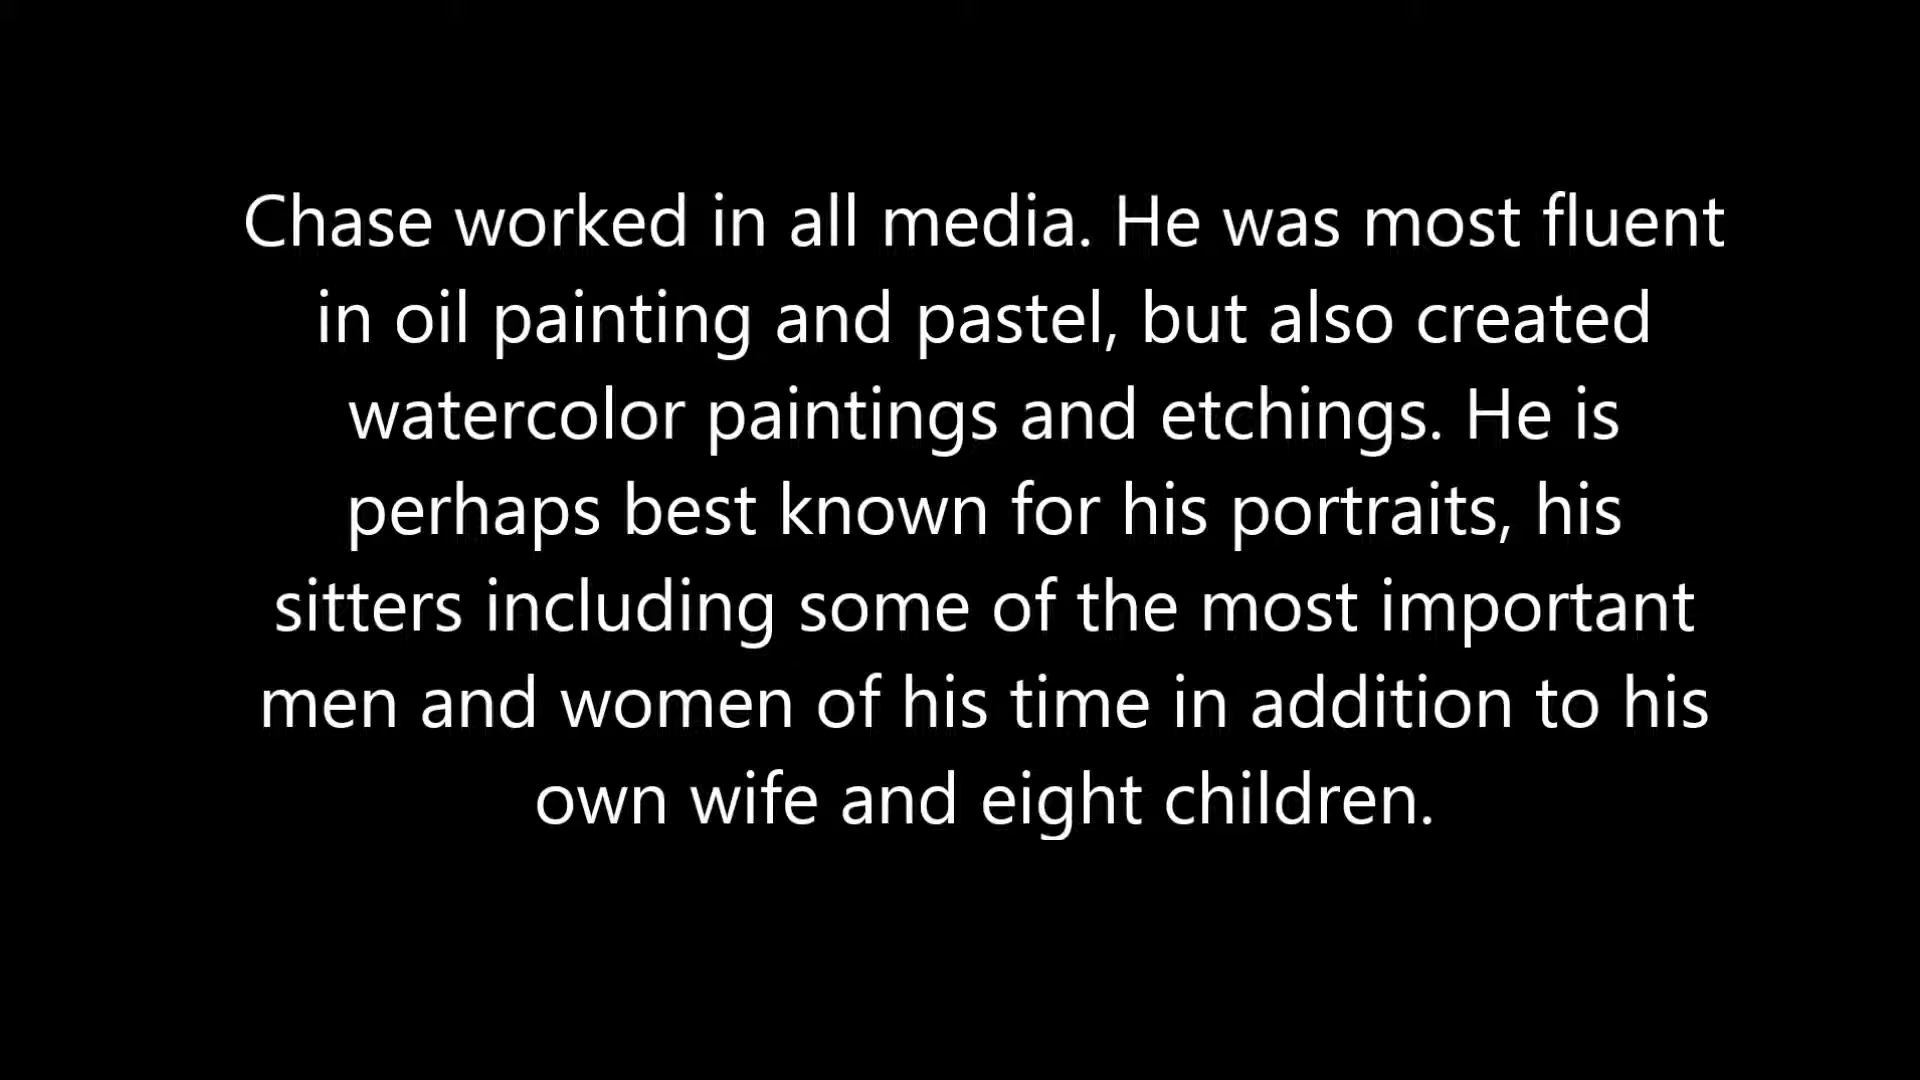 Chase worked in all media. He was most fluent
in oil painting and pastel, but also created
watercolor paintings and etchings. He is
perhaps best known for his portraits, his
sitters including some of the most important
men and women of his time in addition to his
own wife and eight children.